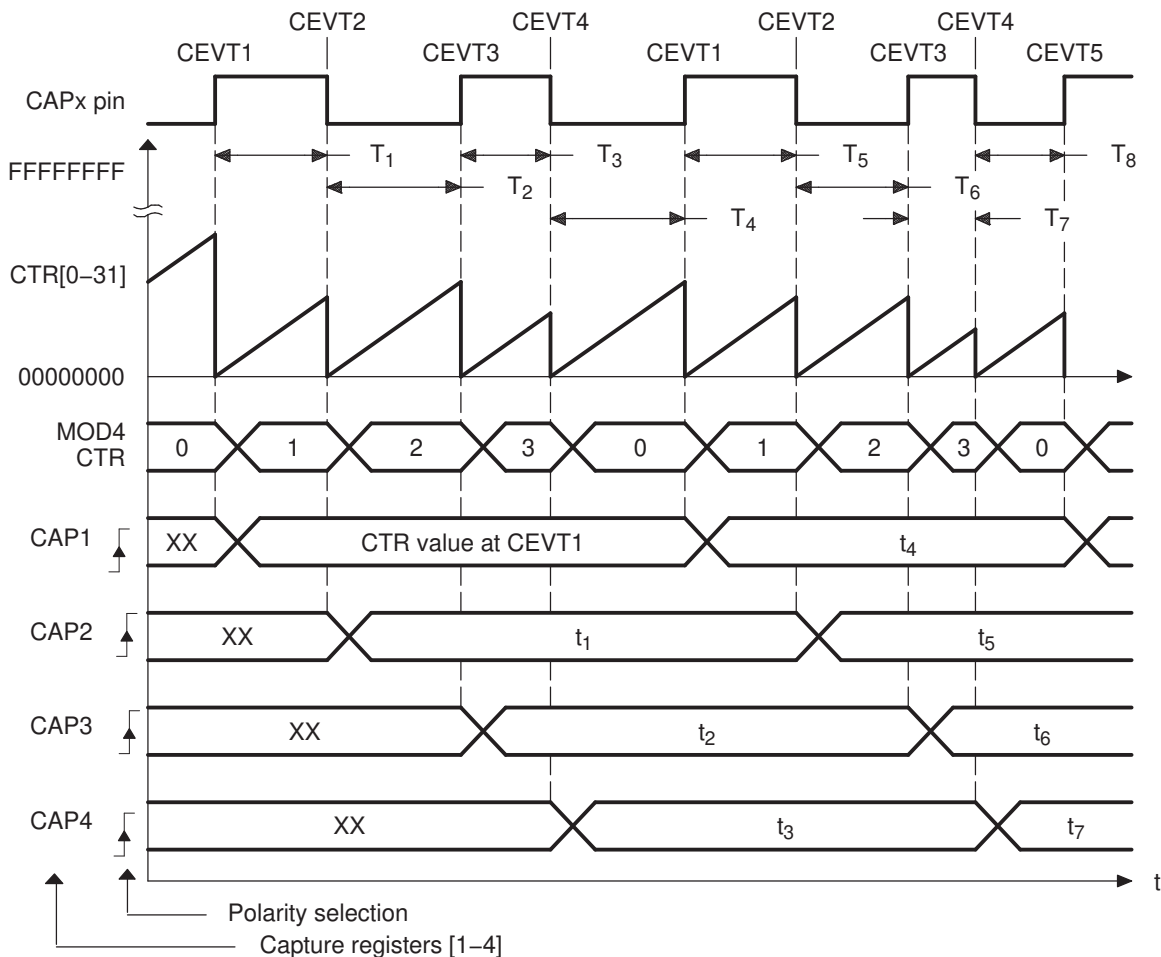 CEVT2 CEVT4 CEVT2 CEVT4
CEVT1 CEVT3 CEVT1 CEVT3 CEVT5
CAPx pin
T1 T3 T5 T8
FFFFFFFF
T2 T6
T4 T7
CTR[0−31]
00000000
MOD4
CTR
0 1 2 3 0 1 2 3 0
CAP1 XX CTR value at CEVT1 t4
CAP2 XX t1 t5
CAP3 XX t2 t6
CAP4 XX t3 t7
t
Polarity selection
Capture registers [1−4]